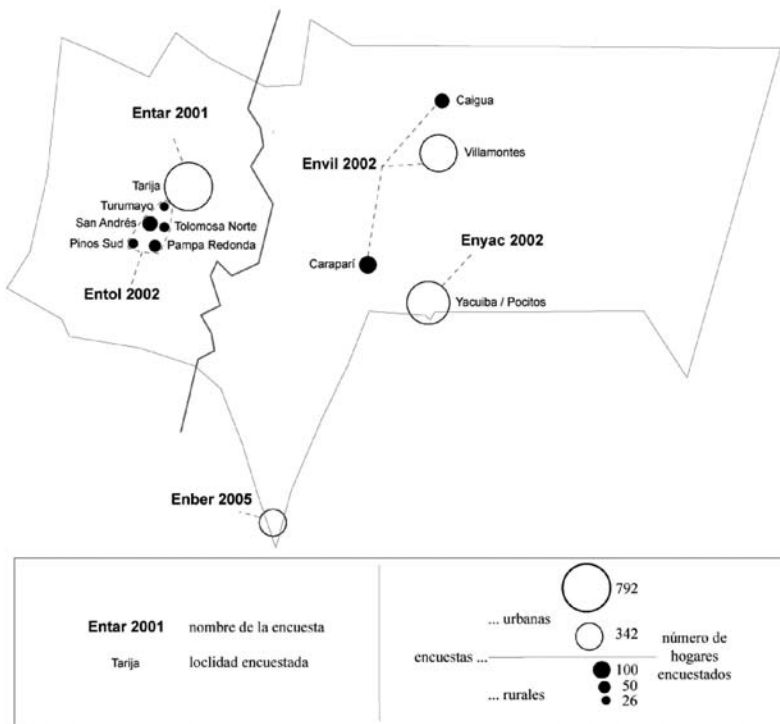 Entar 2001
Caigua
Envil 2002
Villamontes
Tarija
Turumayo
San Andrés
Tolomosa Norte
Pinos Sud
Pampa Redonda
Entol 2002
Caraparí
Enyac 2002
Yacuiba / Pocitos
Enber 2005
Entar 2001 nombre de la encuesta
Tarija loclidad encuestada
encuestas ...
... urbanas
... rurales
792
342
100
50
26
número de
hogares
encuestados